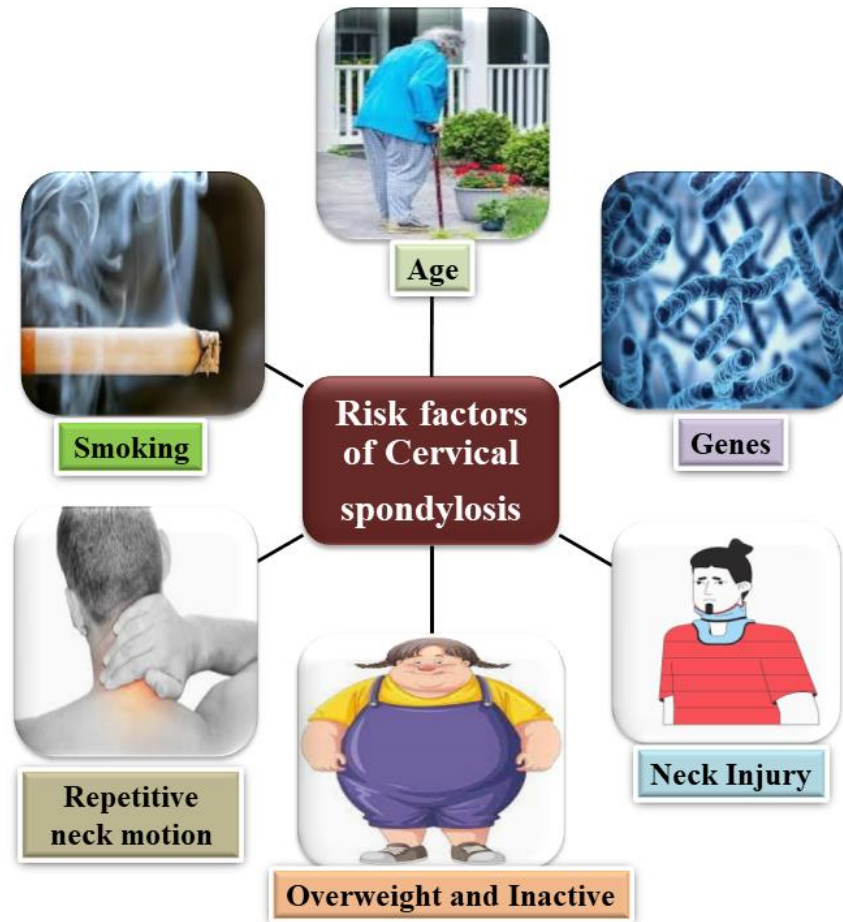 Age
Smoking
Risk factors
of Cervical
spondylosis
Genes
Repetitive
neck motion
Neck Injury
Overweight and Inactive